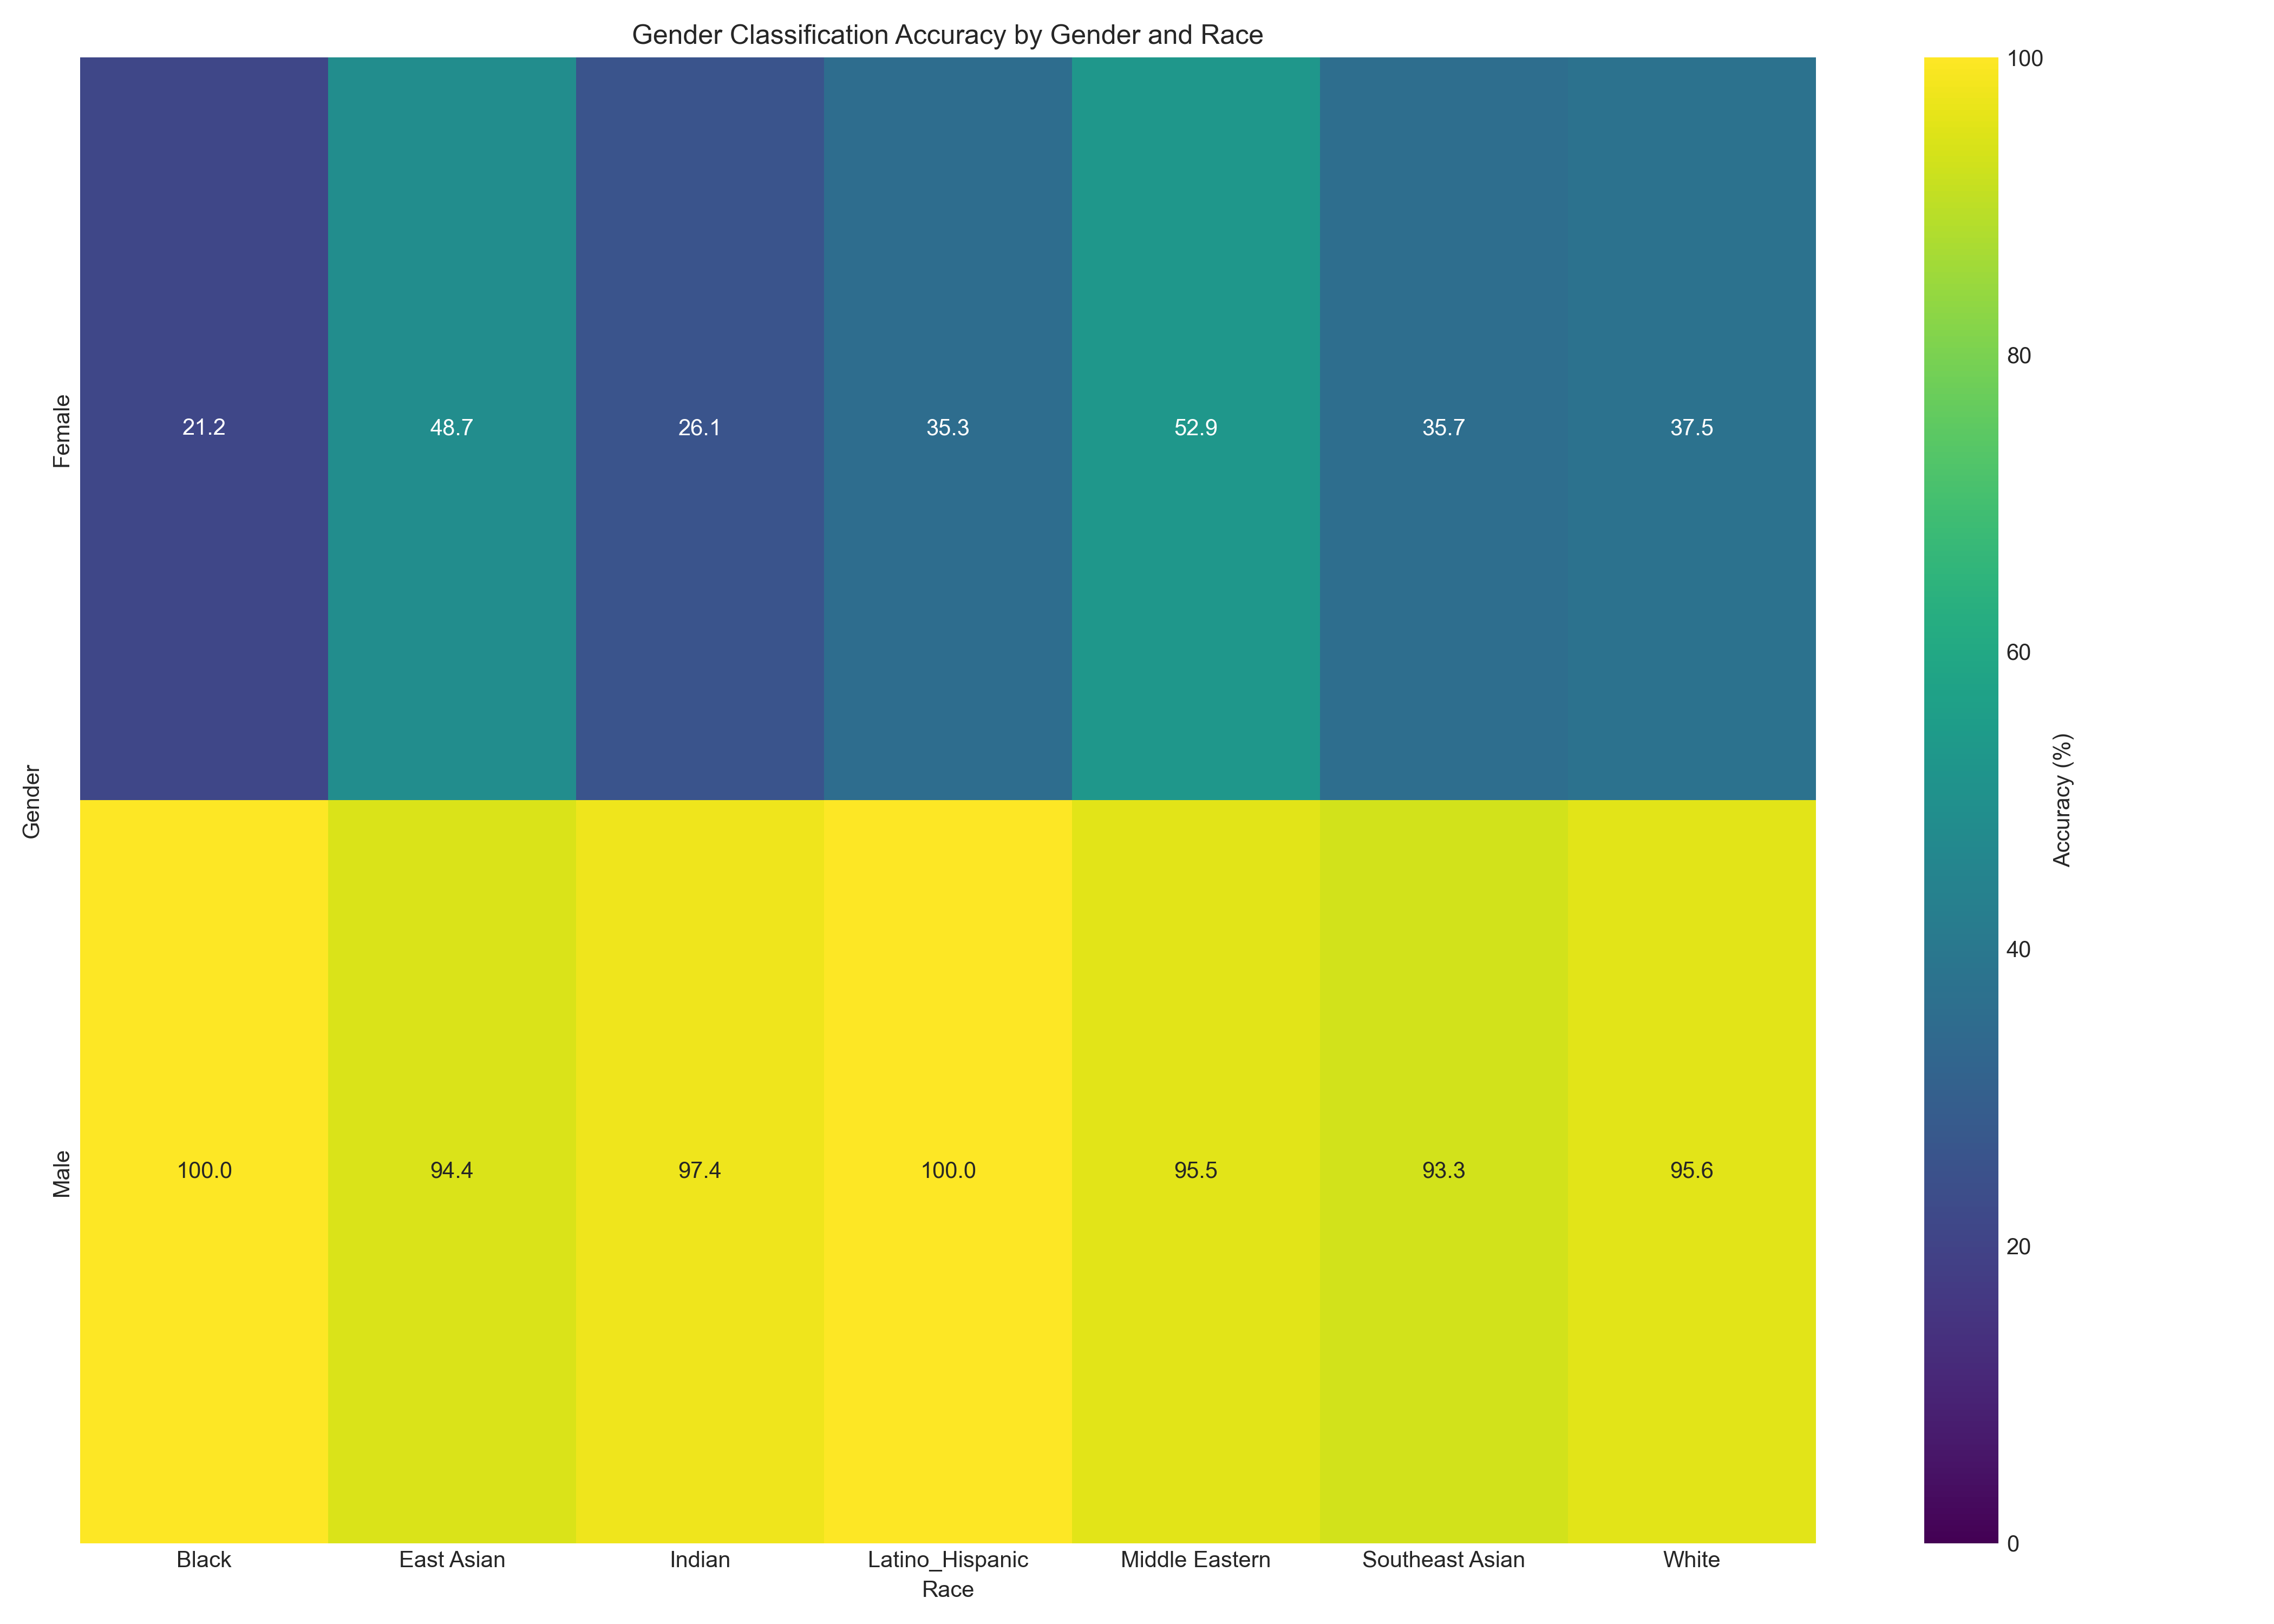 Gender Classification Accuracy by Gender and Race
Gender
Female
21.2 48.7 26.1 35.3 52.9 35.7 37.5
Male
100.0 94.4 97.4 100.0 95.5 93.3 95.6
Black East Asian Indian Latino_Hispanic Middle Eastern Southeast Asian White
Race
100
80
60
40
20
0
Accuracy (%)